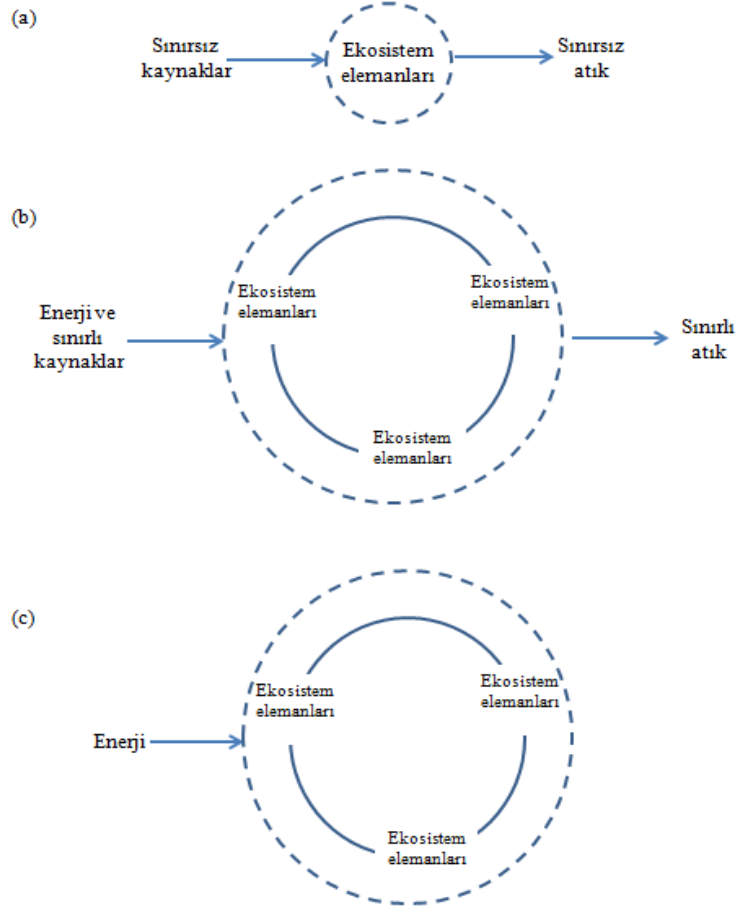 (a)
Sınırsız
kaynaklar
Ekosistem
elemanları
Sınırsız
atık
(b)
Enerji ve
sınırlı
kaynaklar
Ekosistem
elemanları
Ekosistem
elemanları
Ekosistem
elemanları
Sınırlı
atık
(c)
Enerji
Ekosistem
elemanları
Ekosistem
elemanları
Ekosistem
elemanları